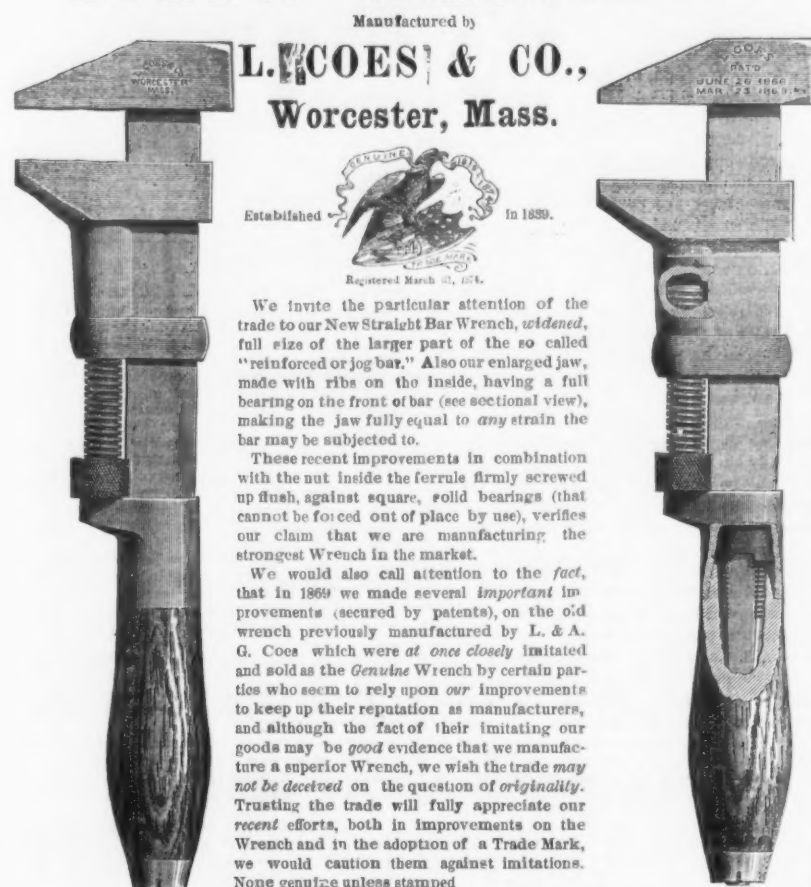 Manufactured by
L. COES & CO.,
Worcester, Mass.
GENUINE
Established
in 1839.
TRADE MARK
Registered March 31, 1874.
WORCESTER
MASS.
L. COES
PAT'D
JUNE 26 1866
MAR. 23 1869
We invite the particular attention of the
trade to our New Straight Bar Wrench, widened,
full size of the larger part of the so called
"reinforced or jog bar." Also our enlarged jaw,
made with ribs on the inside, having a full
bearing on the front of bar (see sectional view),
making the jaw fully equal to any strain the
bar may be subjected to.
These recent improvements in combination
with the nut inside the ferrule firmly screwed
up flush, against square, solid bearings (that
cannot be forced out of place by use), verifies
our claim that we are manufacturing the
strongest Wrench in the market.
We would also call attention to the fact,
that in 1869 we made several important im
provements (secured by patents), on the old
wrench previously manufactured by L. & A.
G. Coes which were at once closely imitated
and sold as the Genuine Wrench by certain par-
ties who seem to rely upon our improvements
to keep up their reputation as manufacturers,
and although the fact of their imitating our
goods may be good evidence that we manufac-
ture a superior Wrench, we wish the trade may
not be deceived on the question of originality.
Trusting the trade will fully appreciate our
recent efforts, both in improvements on the
Wrench and in the adoption of a Trade Mark,
we would caution them against imitations.
None genuine unless stamped